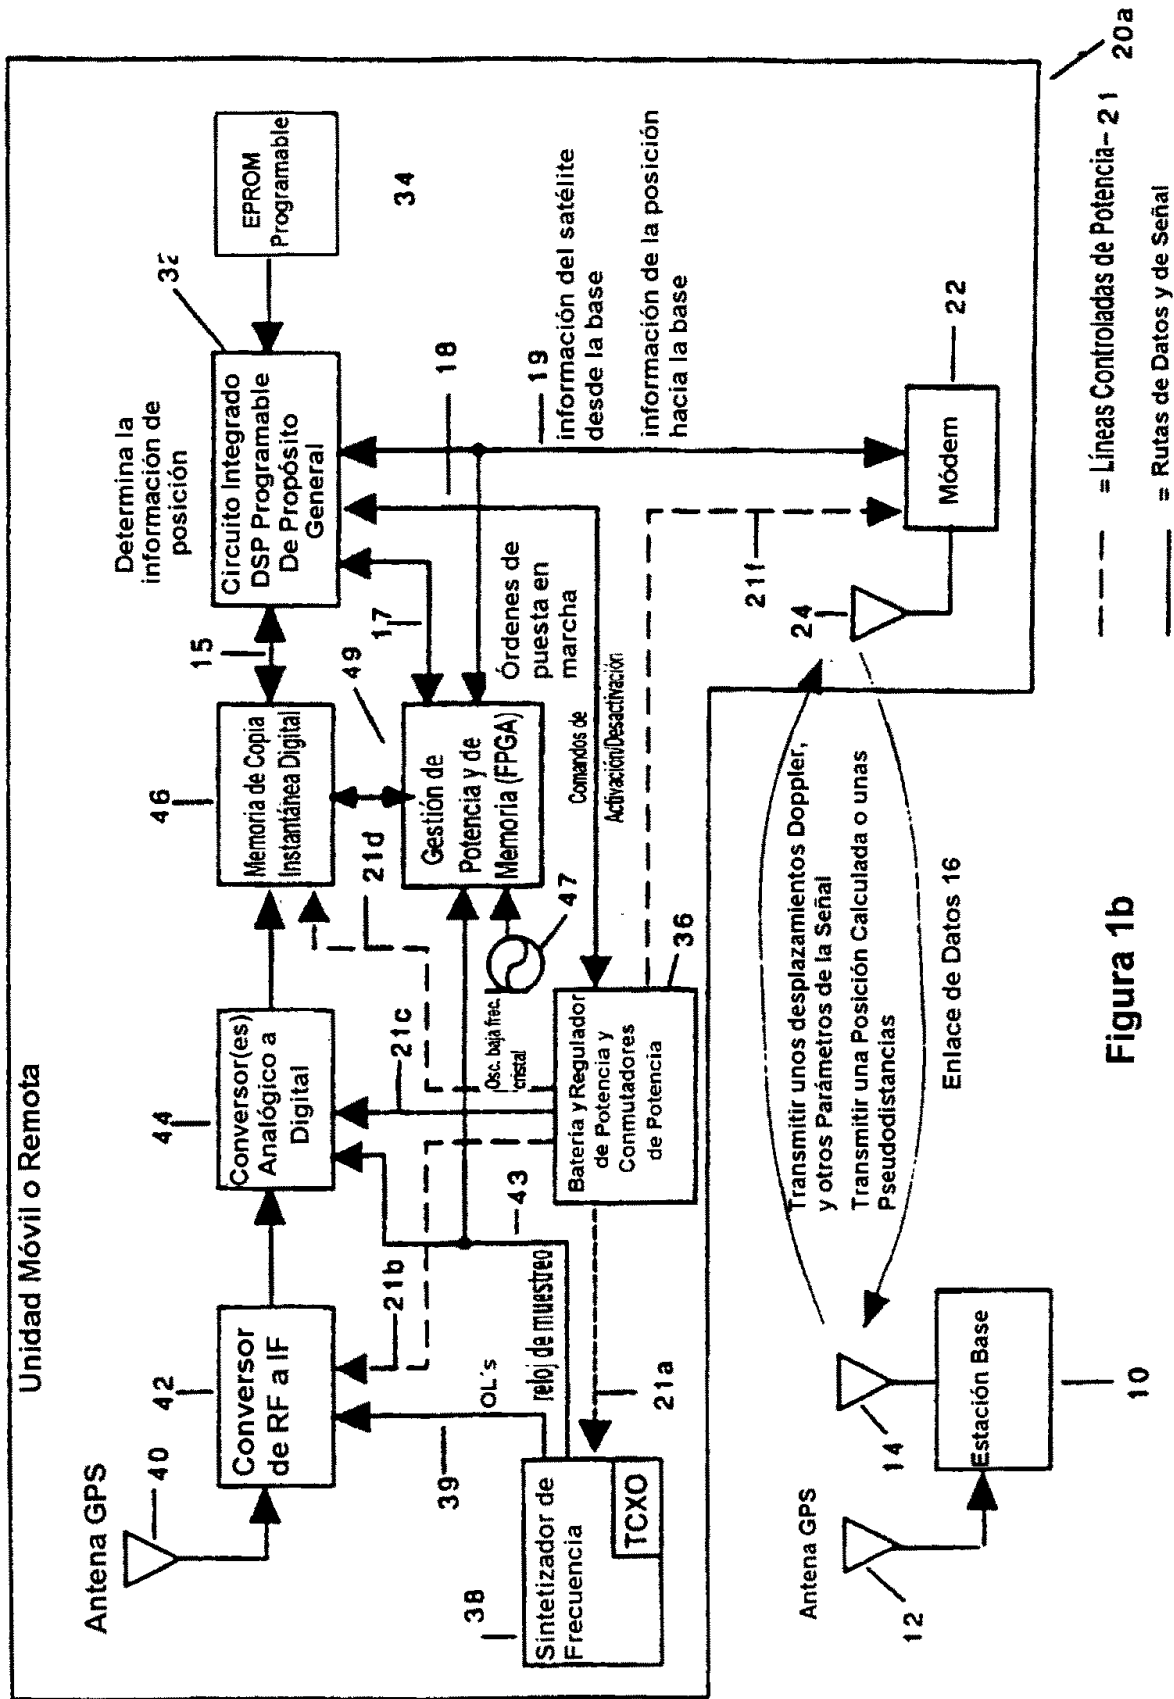 Unidad Móvil o Remota
Antena GPS
40
42
Conversor
de RF a IF
44
Conversor(es)
Analógico a
Digital
46
Memoria de Copia
Instantánea Digital
15
Determina la
información de
posición
Circuito Integrado
DSP Programable
De Propósito
General
32
EPROM
Programable
34
39
OL´s
21b
reloj de muestreo
43
21c
21d
49
Gestión de
Potencia y de
Memoria (FPGA)
17
18
Órdenes de
puesta en
marcha
19
información del satélite
desde la base
información de la posición
hacia la base
Osc. baja frec.
cristal
47
Comandos de
Activación/Desactivación
38
Sintetizador de
Frecuencia
TCXO
21a
Batería y Regulador
de Potencia y
Conmutadores
de Potencia
36
21f
24
Módem
22
20a
Antena GPS
12
14
Estación Base
10
Transmitir unos desplazamientos Doppler,
y otros Parámetros de la Señal
Transmitir una Posición Calculada o unas
Pseudodistancias
Enlace de Datos 16
= Líneas Controladas de Potencia- 21
= Rutas de Datos y de Señal
Figura 1b